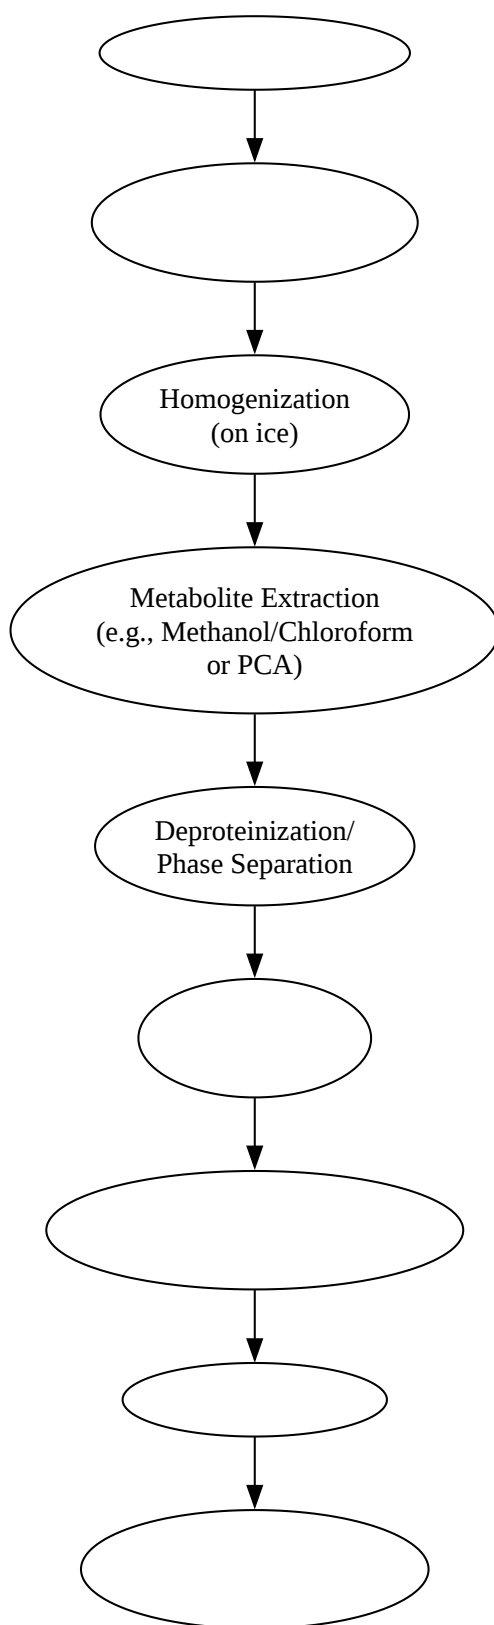 Homogenization
(on ice)
Metabolite Extraction
(e.g., Methanol/Chloroform
or PCA)
Deproteinization/
Phase Separation